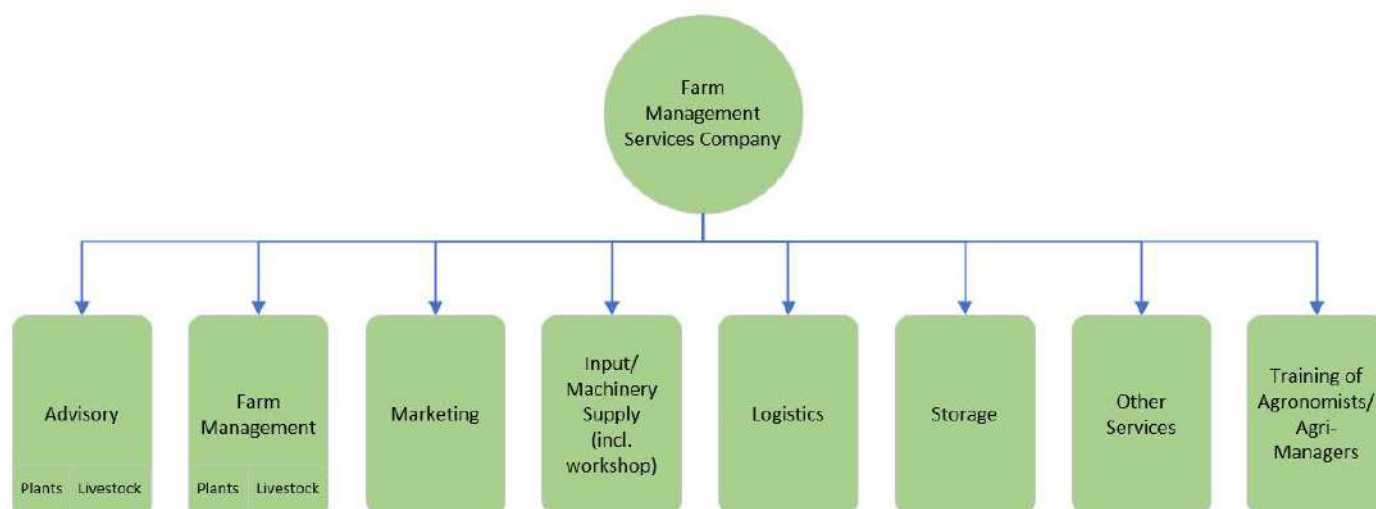 Farm
Management
Services Company
Advisory
Plants Livestock
Farm
Management
Plants Livestock
Marketing
Input/
Machinery
Supply
(incl.
workshop)
Logistics
Storage
Other
Services
Training of
Agronomists/
Agri-
Managers